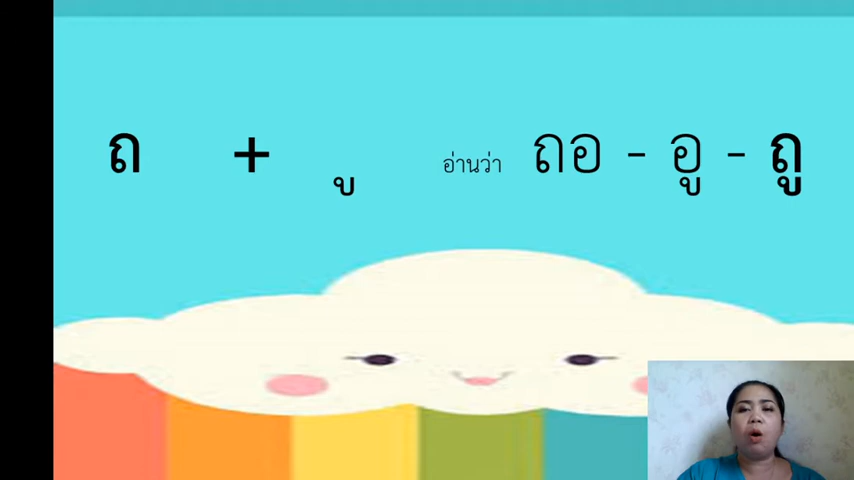 ถ + ู อ่านว่า ถอ - อู - ถู